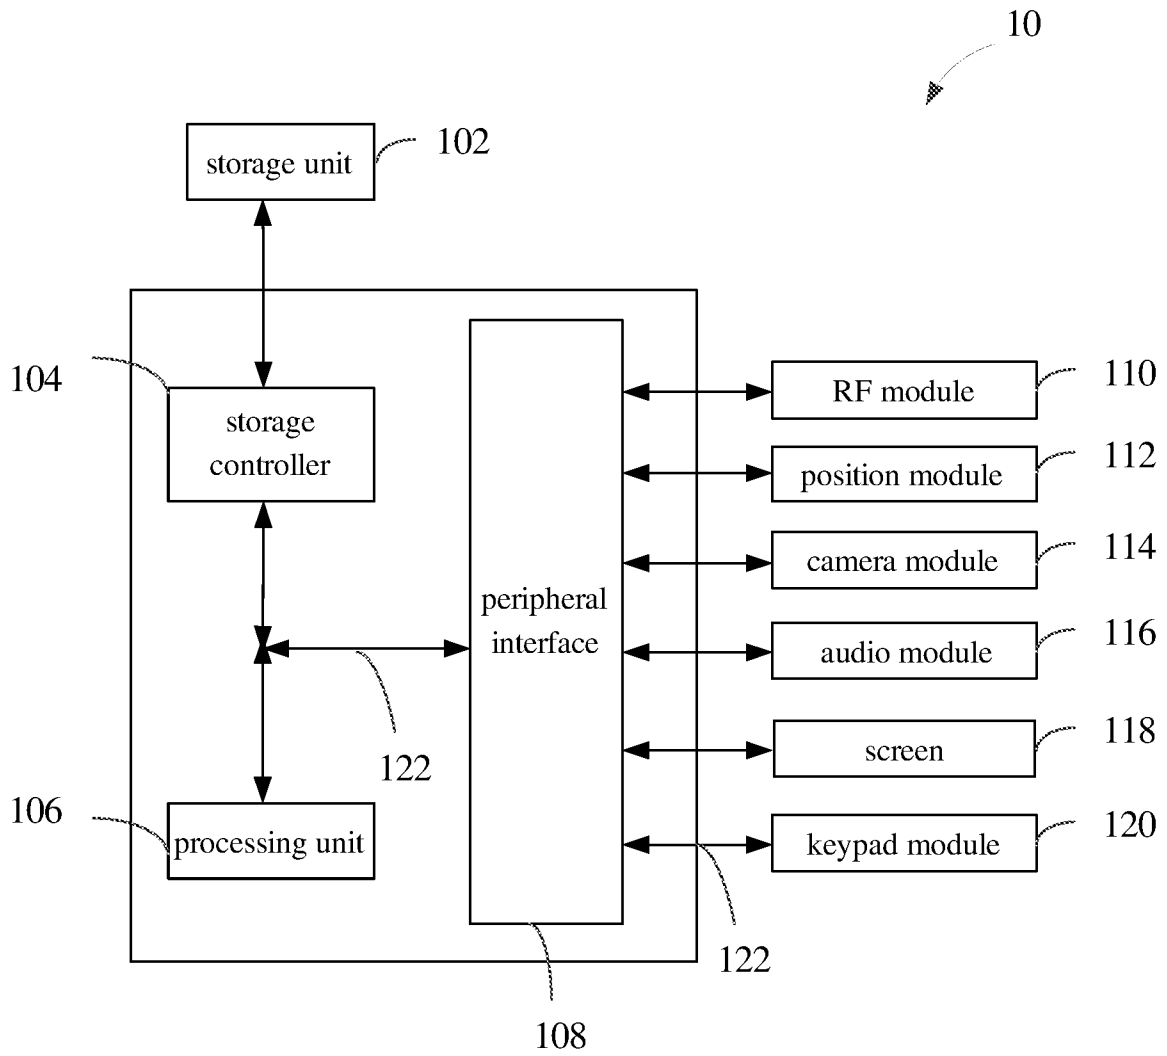 10
storage unit
102
104
storage
controller
RF module
110
position module
112
camera module
114
peripheral
interface
audio module
116
screen
118
122
106
processing unit
keypad module
120
122
108